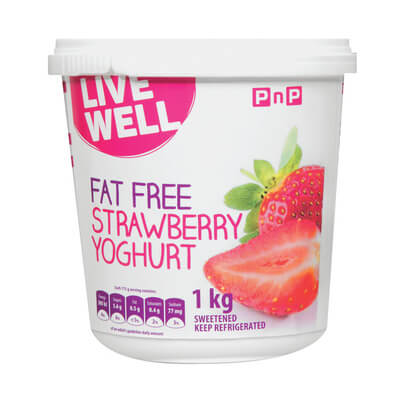 LIVE
WELL
PnP
FAT FREE
STRAWBERRY
YOGHURT
1 kg
SWEETENED
KEEP REFRIGERATED